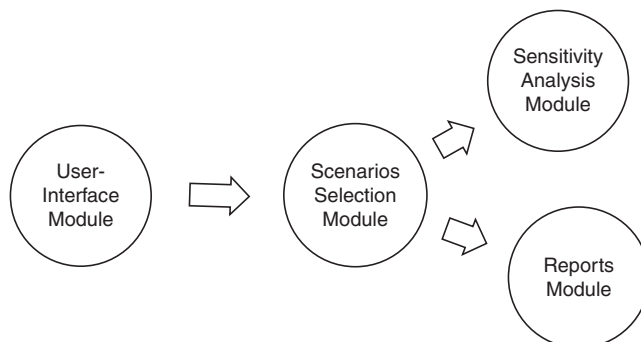 User-
Interface
Module
Scenarios
Selection
Module
Sensitivity
Analysis
Module
Reports
Module